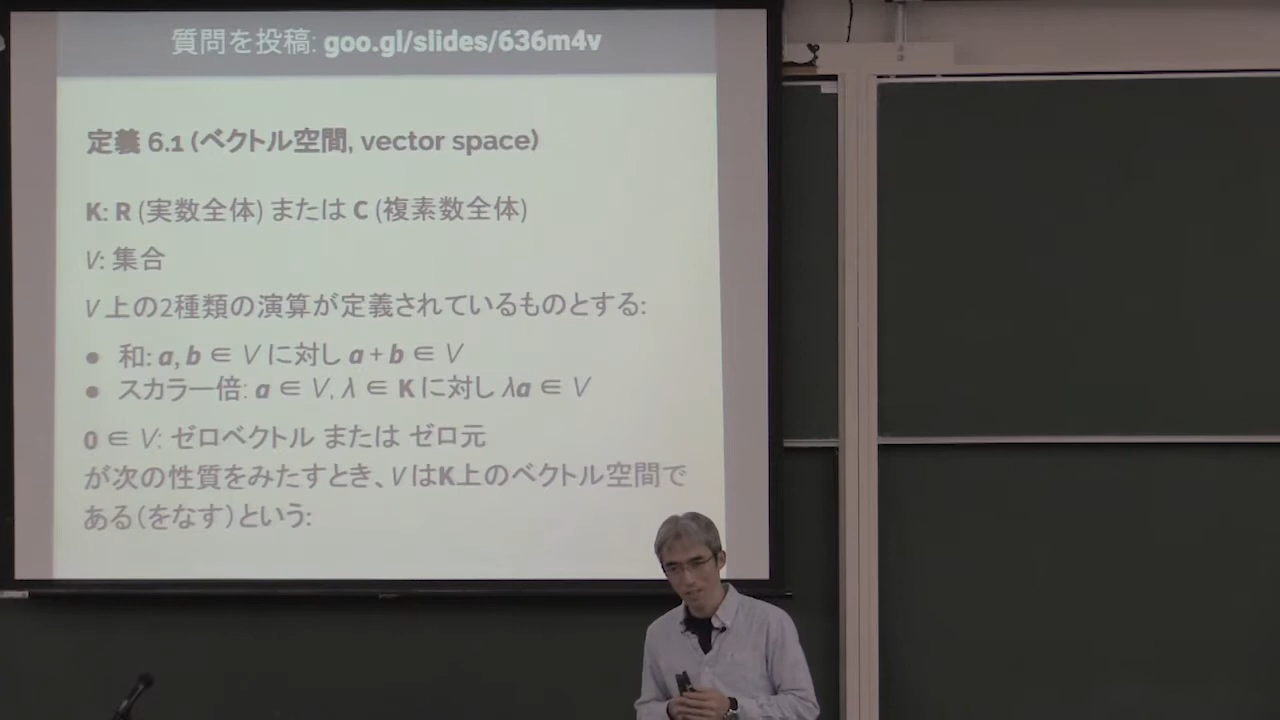 質問を投稿: goo.gl/slides/636m4v
定義 6.1 (ベクトル空間, vector space)
K: R (実数全体) または C (複素数全体)
V: 集合
V 上の2種類の演算が定義されているものとする:
● 和: a, b ∈ V に対し a + b ∈ V
● スカラー倍: a ∈ V, λ ∈ K に対し λa ∈ V
0 ∈ V: ゼロベクトル または ゼロ元
が次の性質をみたすとき、V はK上のベクトル空間で
ある（をなす）という: